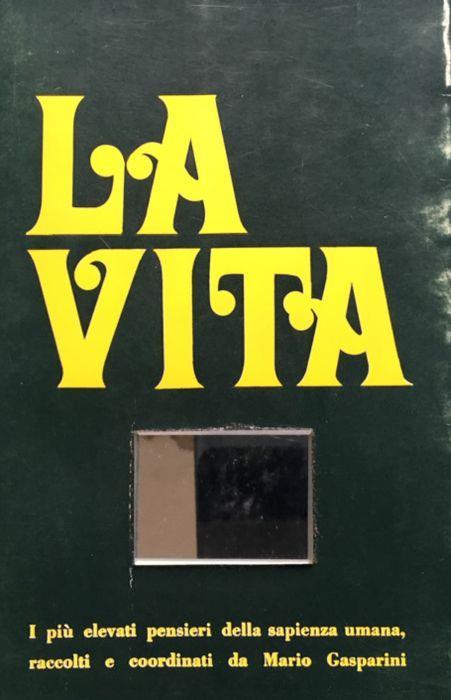 LA
VITA
I più elevati pensieri della sapienza umana,
raccolti e coordinati da Mario Gasparini